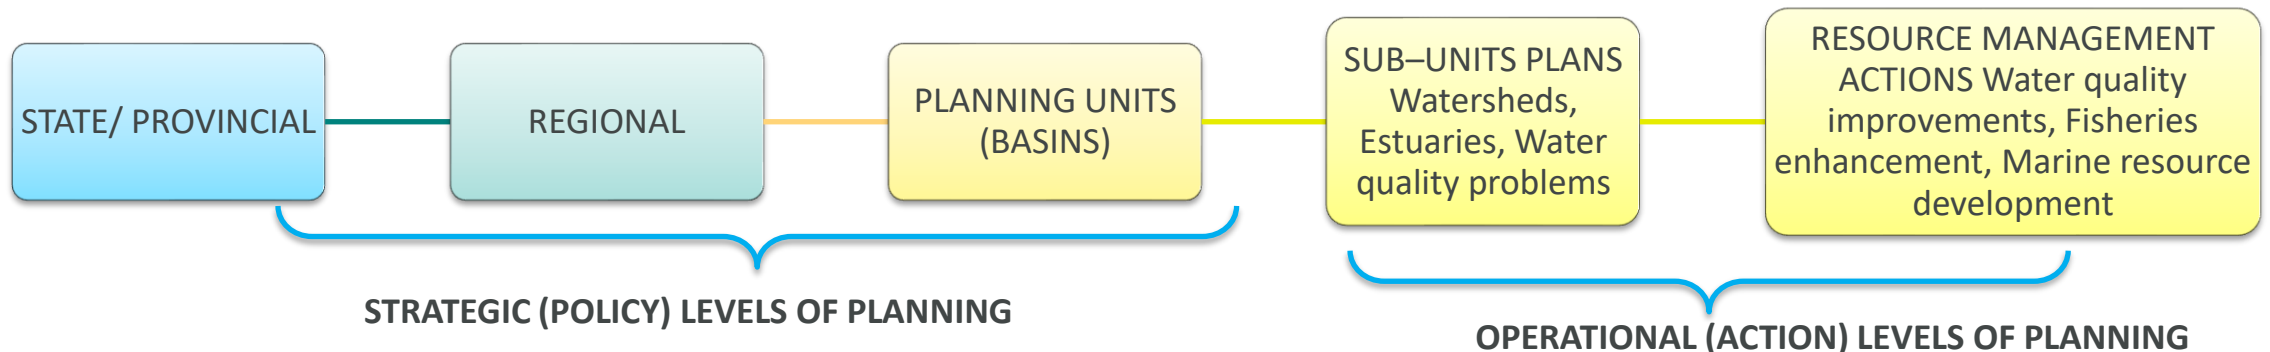 STATE/ PROVINCIAL
REGIONAL
PLANNING UNITS
(BASINS)
SUB–UNITS PLANS
Watersheds,
Estuaries, Water
quality problems
RESOURCE MANAGEMENT
ACTIONS Water quality
improvements, Fisheries
enhancement, Marine resource
development
STRATEGIC (POLICY) LEVELS OF PLANNING
OPERATIONAL (ACTION) LEVELS OF PLANNING